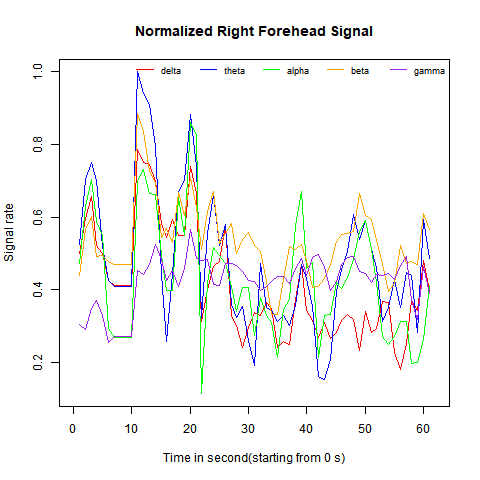 Normalized Right Forehead Signal
delta theta alpha beta gamma
Signal rate
1.0
0.8
0.6
0.4
0.2
0 10 20 30 40 50 60
Time in second(starting from 0 s)